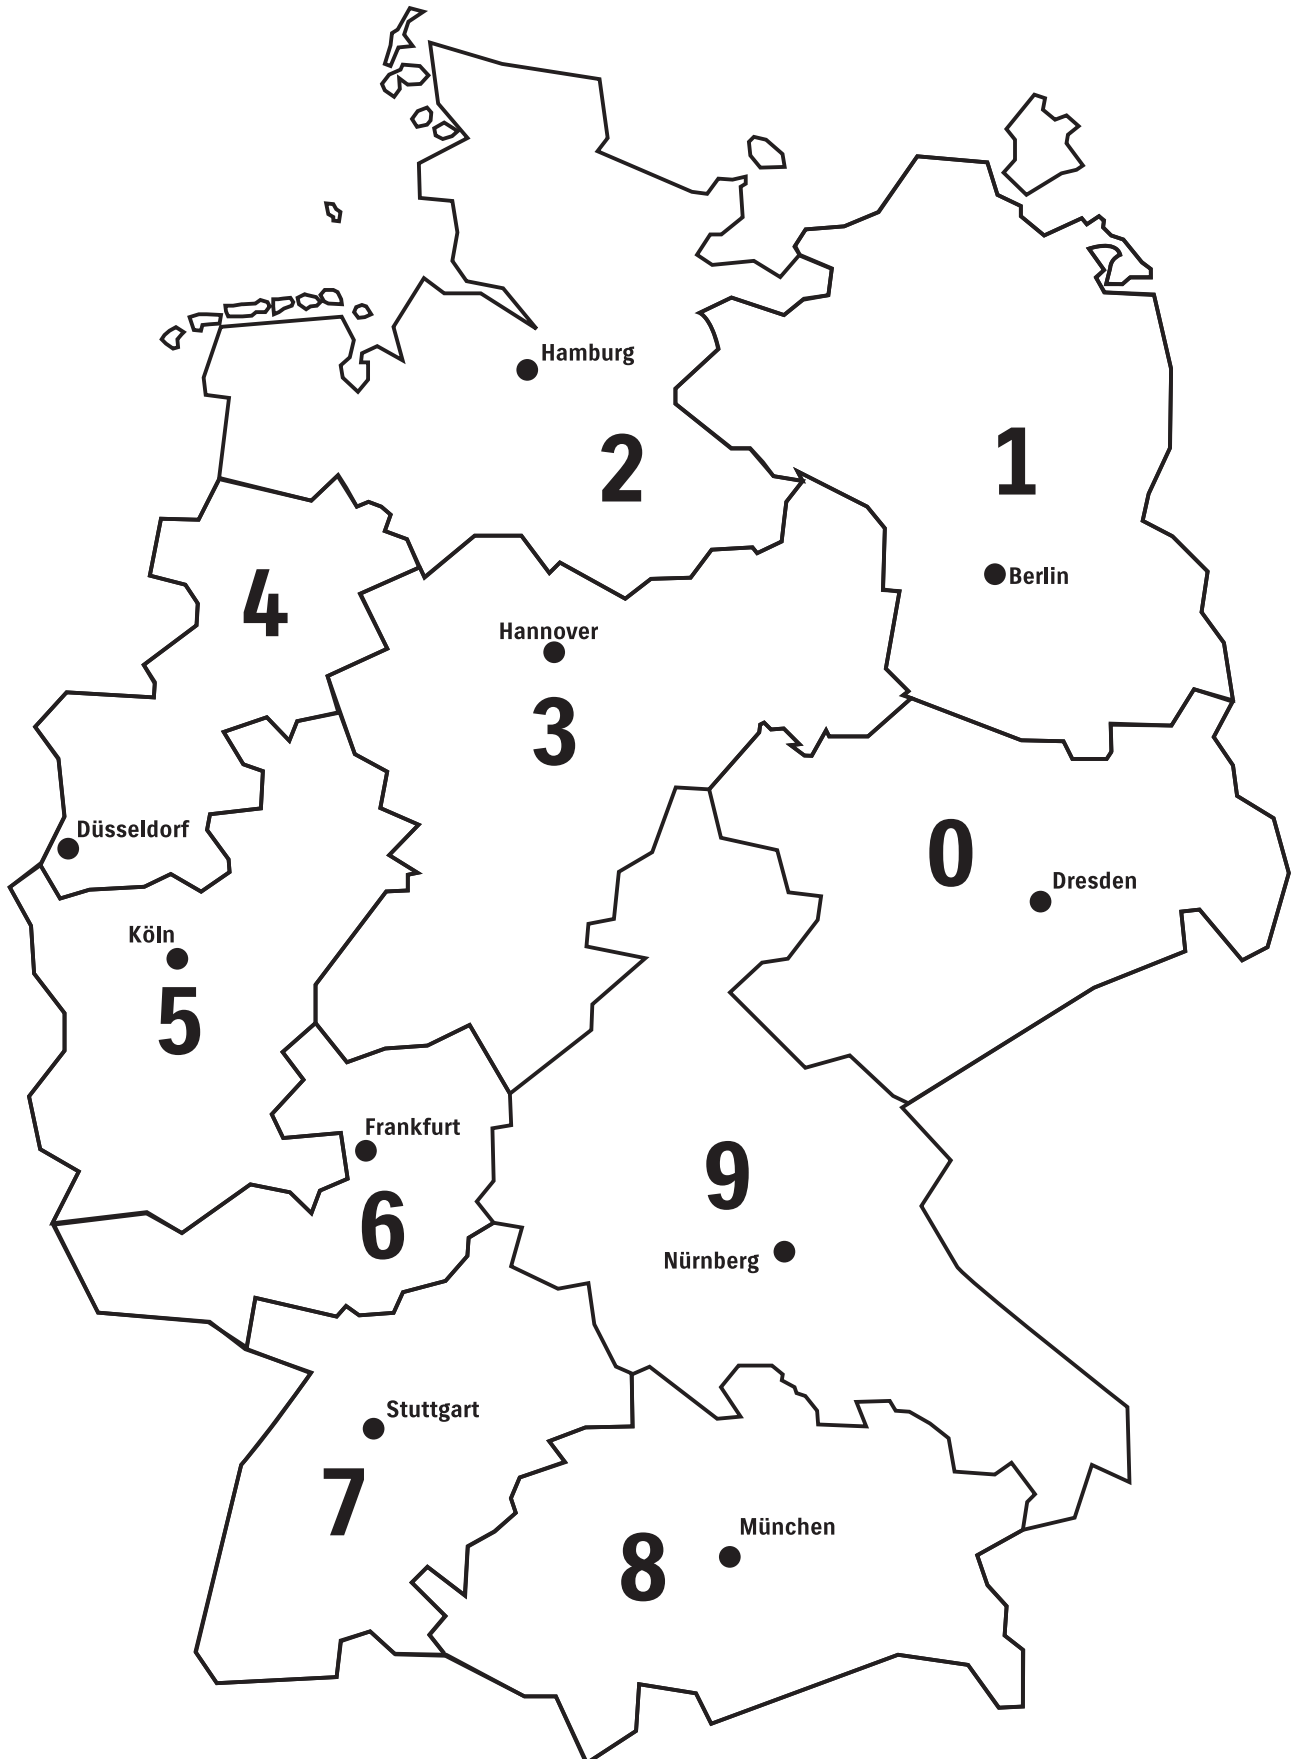 Hamburg
2
1
Berlin
4
Hannover
3
Düsseldorf
0
Dresden
Köln
5
Frankfurt
9
6
Nürnberg
Stuttgart
7
München
8